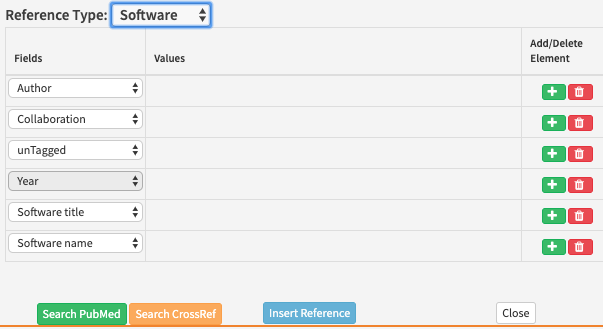 Reference Type: Software
Fields Values Add/Delete Element
Author
Collaboration
unTagged
Year
Software title
Software name
Search PubMed Search CrossRef Insert Reference Close